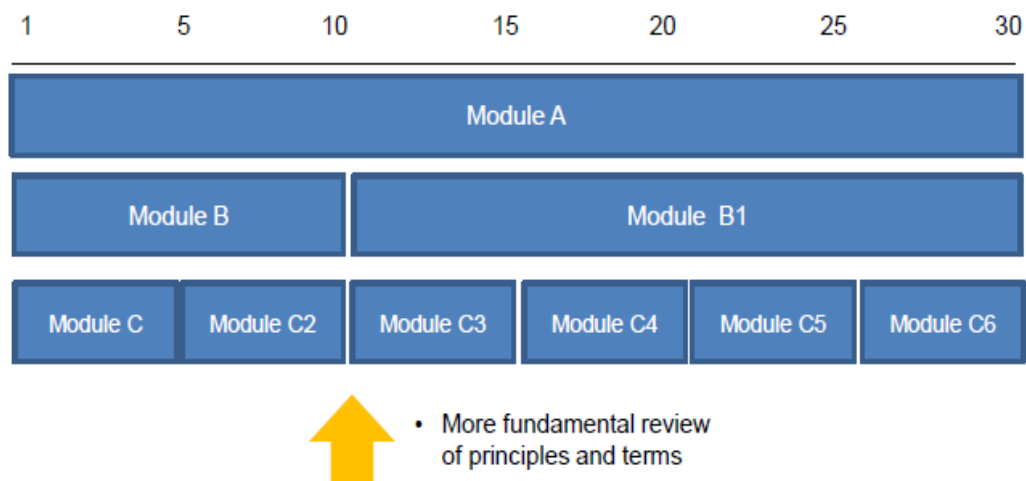 1 5 10 15 20 25 30
Module A
Module B Module B1
Module C Module C2 Module C3 Module C4 Module C5 Module C6
• More fundamental review
of principles and terms